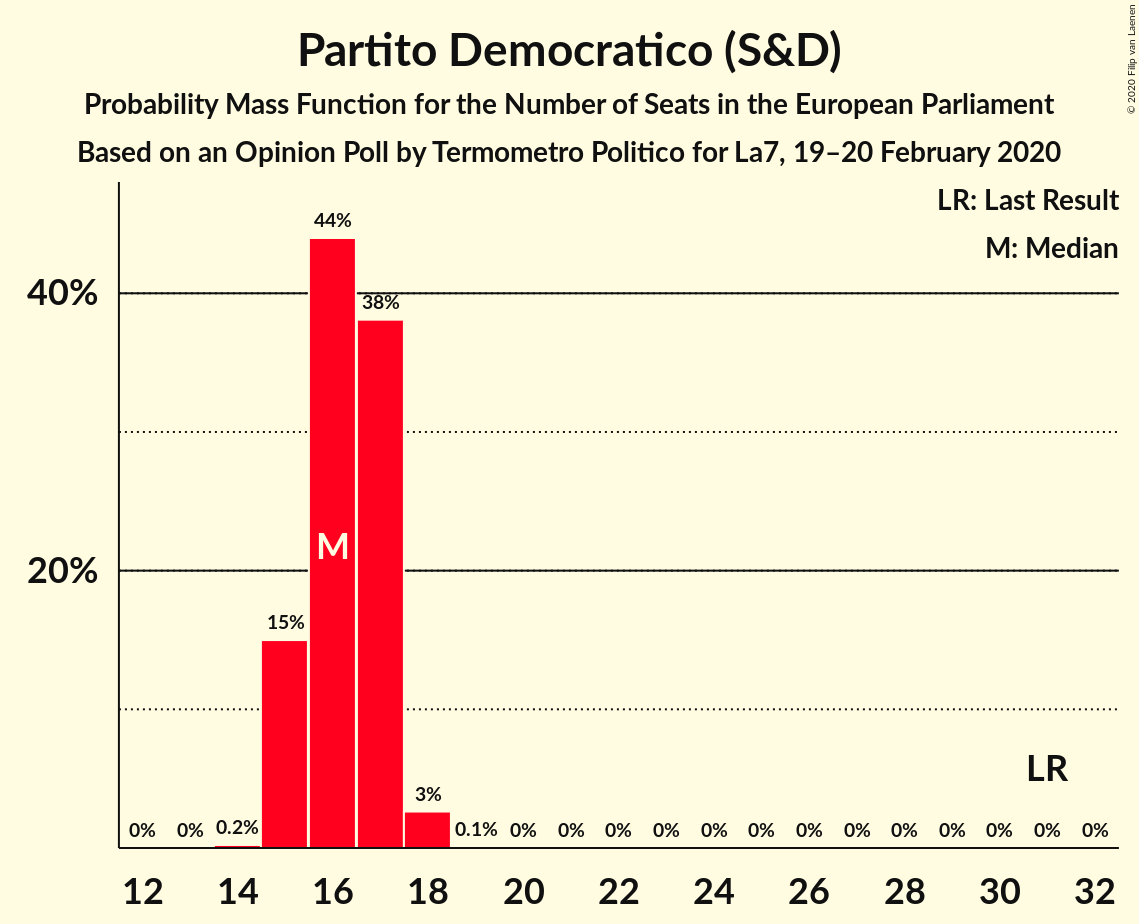 Partito Democratico (S&D)
Probability Mass Function for the Number of Seats in the European Parliament
Based on an Opinion Poll by Termometro Politico for La7, 19–20 February 2020
© 2020 Filip van Laenen
LR: Last Result
M: Median
44%
40%
38%
M
20%
15%
LR
3%
0% 0% 0.2% 0.1% 0% 0% 0% 0% 0% 0% 0% 0% 0% 0% 0% 0% 0%
12 14 16 18 20 22 24 26 28 30 32